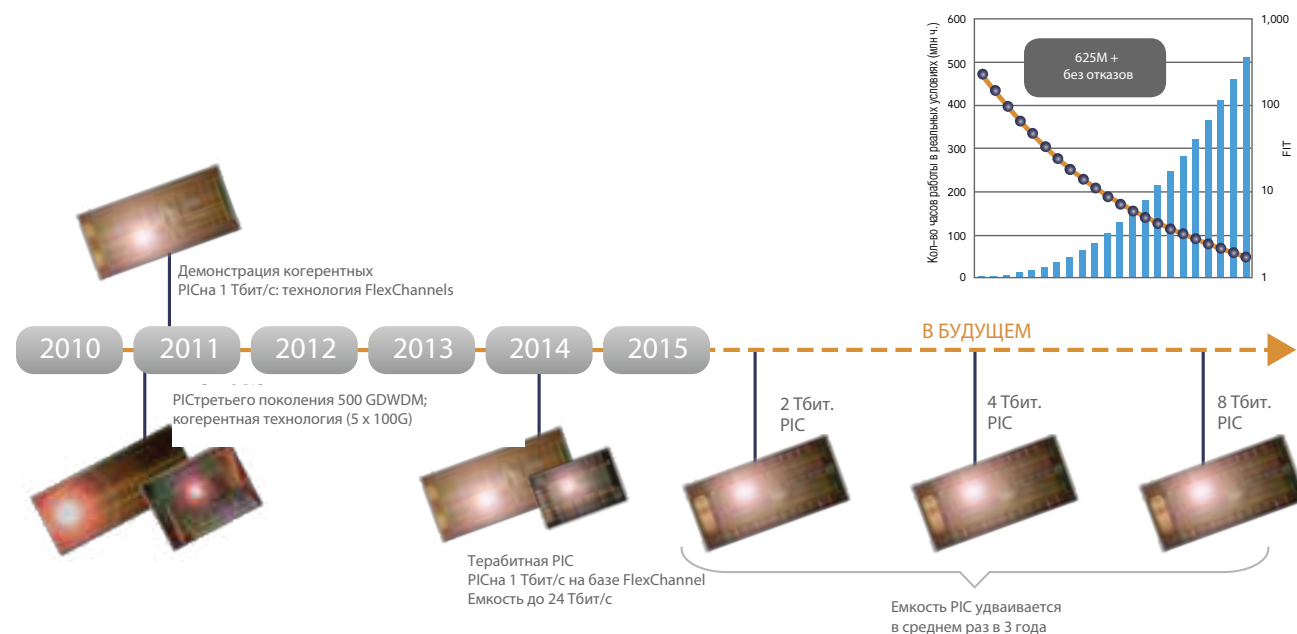 600
500
400
300
200
100
0
Кол-во часов работы в реальных условиях (млн ч.)
625M +
без отказов
1,000
100
10
1
FIT
Демонстрация когерентных
PICна 1 Тбит/с: технология FlexChannels
2010
2011
2012
2013
2014
2015
В БУДУЩЕМ
PICтретьего поколения 500 GDWDM;
когерентная технология (5 x 100G)
2 Тбит.
PIC
4 Тбит.
PIC
8 Тбит.
PIC
Терабитная PIC
PICна 1 Тбит/с на базе FlexChannel
Емкость до 24 Тбит/с
Емкость PIC удваивается
в среднем раз в 3 года